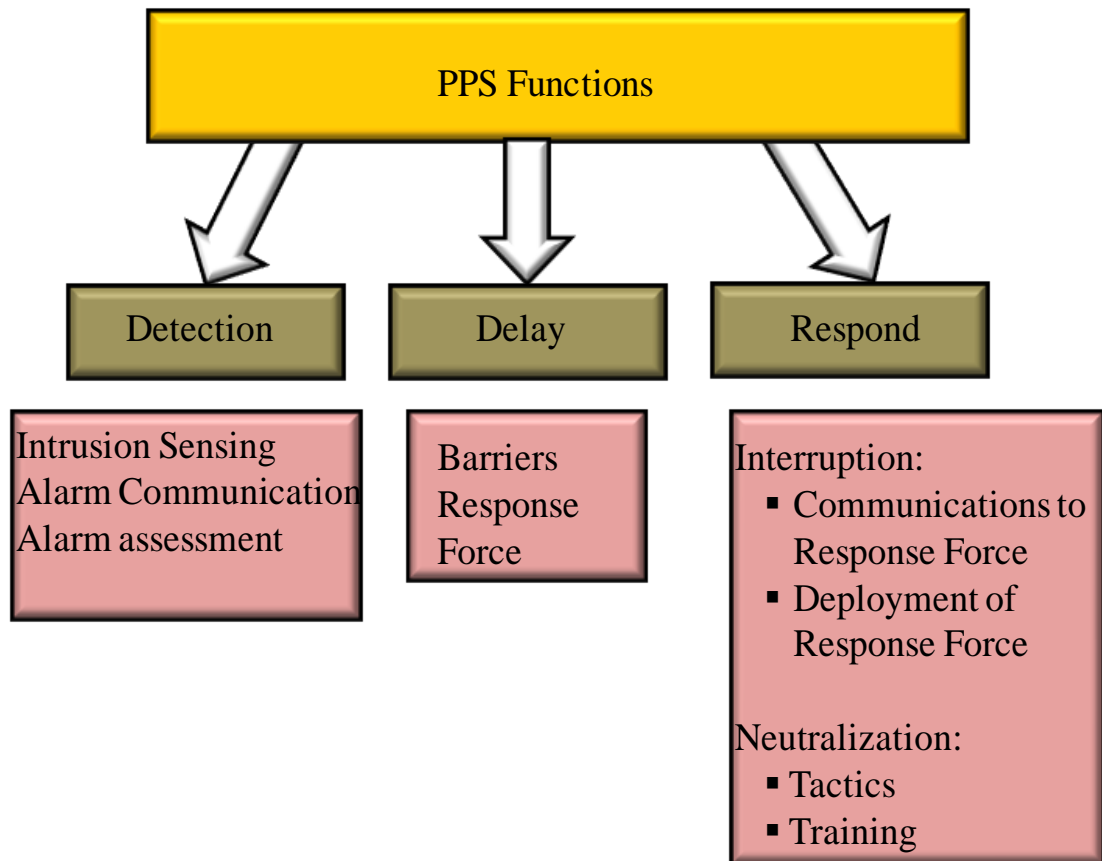 PPS Functions
Detection
Delay
Respond
Intrusion Sensing
Alarm Communication
Alarm assessment
Barriers
Response
Force
Interruption:
▪ Communications to
Response Force
▪ Deployment of
Response Force
Neutralization:
▪ Tactics
▪ Training